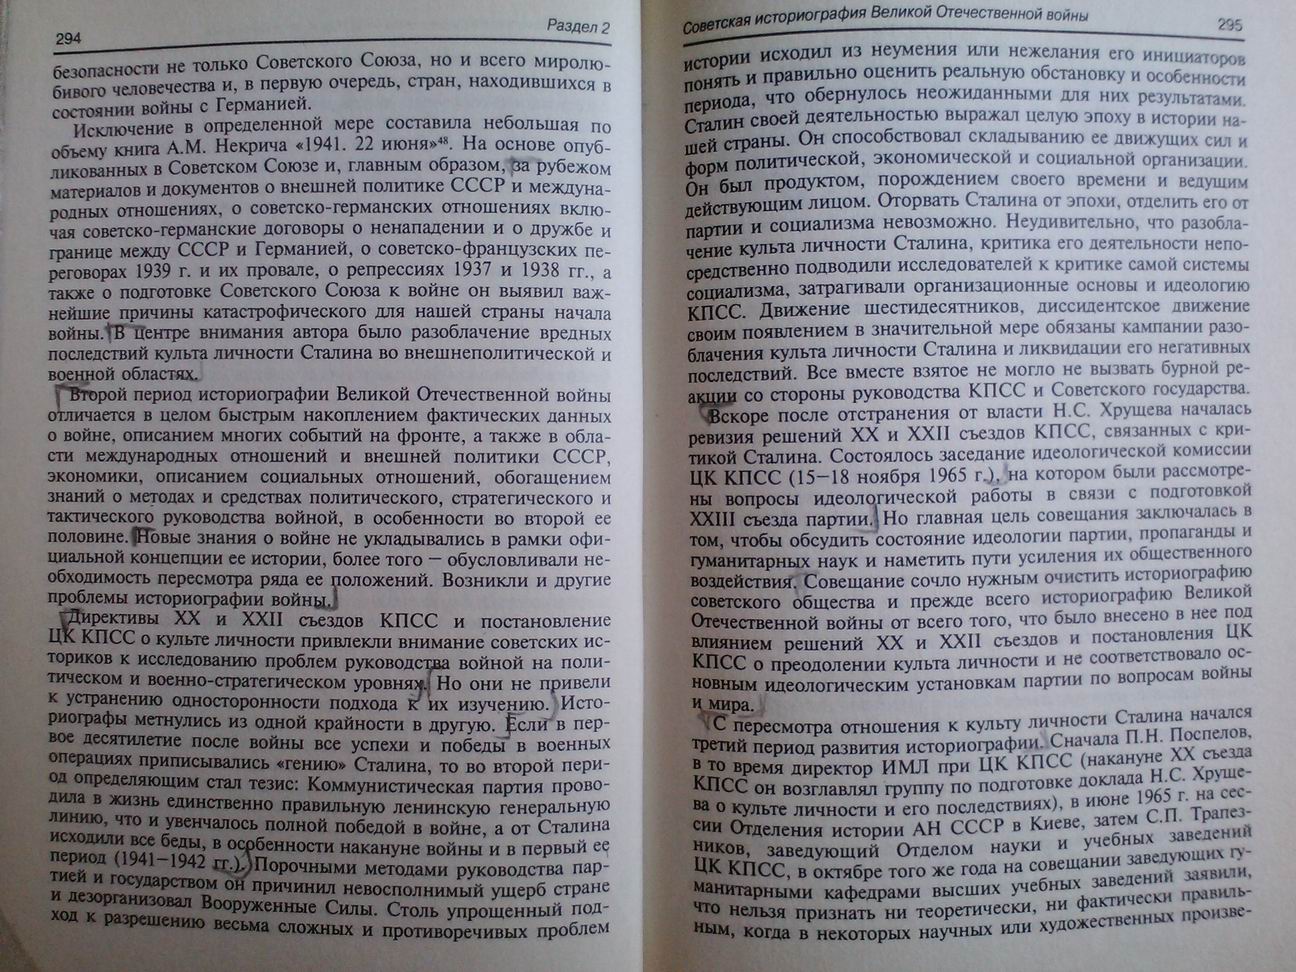 294
Раздел 2
безопасности не только Советского Союза, но и всего миролю-
бивого человечества и, в первую очередь, стран, находившихся в
состоянии войны с Германией.
Исключение в определенной мере составила небольшая по
объему книга А.М. Некрича «1941. 22 июня»⁴⁸. На основе опуб-
ликованных в Советском Союзе и, главным образом, за рубежом
материалов и документов о внешней политике СССР и междуна-
родных отношениях, о советско-германских отношениях вклю-
чая советско-германские договоры о ненападении и о дружбе и
границе между СССР и Германией, о советско-французских пе-
реговорах 1939 г. и их провале, о репрессиях 1937 и 1938 гг., а
также о подготовке Советского Союза к войне он выявил важ-
нейшие причины катастрофического для нашей страны начала
войны. В центре внимания автора было разоблачение вредных
последствий культа личности Сталина во внешнеполитической и
военной областях.
Второй период историографии Великой Отечественной войны
отличается в целом быстрым накоплением фактических данных
о войне, описанием многих событий на фронте, а также в обла-
сти международных отношений и внешней политики СССР,
экономики, описанием социальных отношений, обогащением
знаний о методах и средствах политического, стратегического и
тактического руководства войной, в особенности во второй ее
половине. Новые знания о войне не укладывались в рамки офи-
циальной концепции ее истории, более того — обусловливали не-
обходимость пересмотра ряда ее положений. Возникли и другие
проблемы историографии войны.
Директивы XX и XXII съездов КПСС и постановление
ЦК КПСС о культе личности привлекли внимание советских ис-
ториков к исследованию проблем руководства войной на поли-
тическом и военно-стратегическом уровнях. Но они не привели
к устранению односторонности подхода к их изучению. Исто-
риографы метнулись из одной крайности в другую. Если в пер-
вое десятилетие после войны все успехи и победы в военных
операциях приписывались «гению» Сталина, то во второй пери-
од определяющим стал тезис: Коммунистическая партия прово-
дила в жизнь единственно правильную ленинскую генеральную
линию, что и увенчалось полной победой в войне, а от Сталина
исходили все беды, в особенности накануне войны и в первый ее
период (1941–1942 гг.). Порочными методами руководства пар-
тией и государством он причинил невосполнимый ущерб стране
и дезорганизовал Вооруженные Силы. Столь упрощенный под-
ход к разрешению весьма сложных и противоречивых проблем
Советская историография Великой Отечественной войны
295
истории исходил из неумения или нежелания его инициаторов
понять и правильно оценить реальную обстановку и особенности
периода, что обернулось неожиданными для них результатами.
Сталин своей деятельностью выражал целую эпоху в истории на-
шей страны. Он способствовал складыванию ее движущих сил и
форм политической, экономической и социальной организации.
Он был продуктом, порождением своего времени и ведущим
действующим лицом. Оторвать Сталина от эпохи, отделить его от
партии и социализма невозможно. Неудивительно, что разобла-
чение культа личности Сталина, критика его деятельности непо-
средственно подводили исследователей к критике самой системы
социализма, затрагивали организационные основы и идеологию
КПСС. Движение шестидесятников, диссидентское движение
своим появлением в значительной мере обязаны кампании разо-
блачения культа личности Сталина и ликвидации его негативных
последствий. Все вместе взятое не могло не вызвать бурной ре-
акции со стороны руководства КПСС и Советского государства.
Вскоре после отстранения от власти Н.С. Хрущева началась
ревизия решений XX и XXII съездов КПСС, связанных с кри-
тикой Сталина. Состоялось заседание идеологической комиссии
ЦК КПСС (15–18 ноября 1965 г.), на котором были рассмотре-
ны вопросы идеологической работы в связи с подготовкой
XXIII съезда партии. Но главная цель совещания заключалась в
том, чтобы обсудить состояние идеологии партии, пропаганды и
гуманитарных наук и наметить пути усиления их общественного
воздействия. Совещание сочло нужным очистить историографию
советского общества и прежде всего историографию Великой
Отечественной войны от всего того, что было внесено в нее под
влиянием решений XX и XXII съездов и постановления ЦК
КПСС о преодолении культа личности и не соответствовало ос-
новным идеологическим установкам партии по вопросам войны
и мира.
С пересмотра отношения к культу личности Сталина начался
третий период развития историографии. Сначала П.Н. Поспелов,
в то время директор ИМЛ при ЦК КПСС (накануне XX съезда
КПСС он возглавлял группу по подготовке доклада Н.С. Хруще-
ва о культе личности и его последствиях), в июне 1965 г. на сес-
сии Отделения истории АН СССР в Киеве, затем С.П. Трапез-
ников, заведующий Отделом науки и учебных заведений
ЦК КПСС, в октябре того же года на совещании заведующих гу-
манитарными кафедрами высших учебных заведений заявили,
что нельзя признать ни теоретически, ни фактически правиль-
ным, когда в некоторых научных или художественных произве-